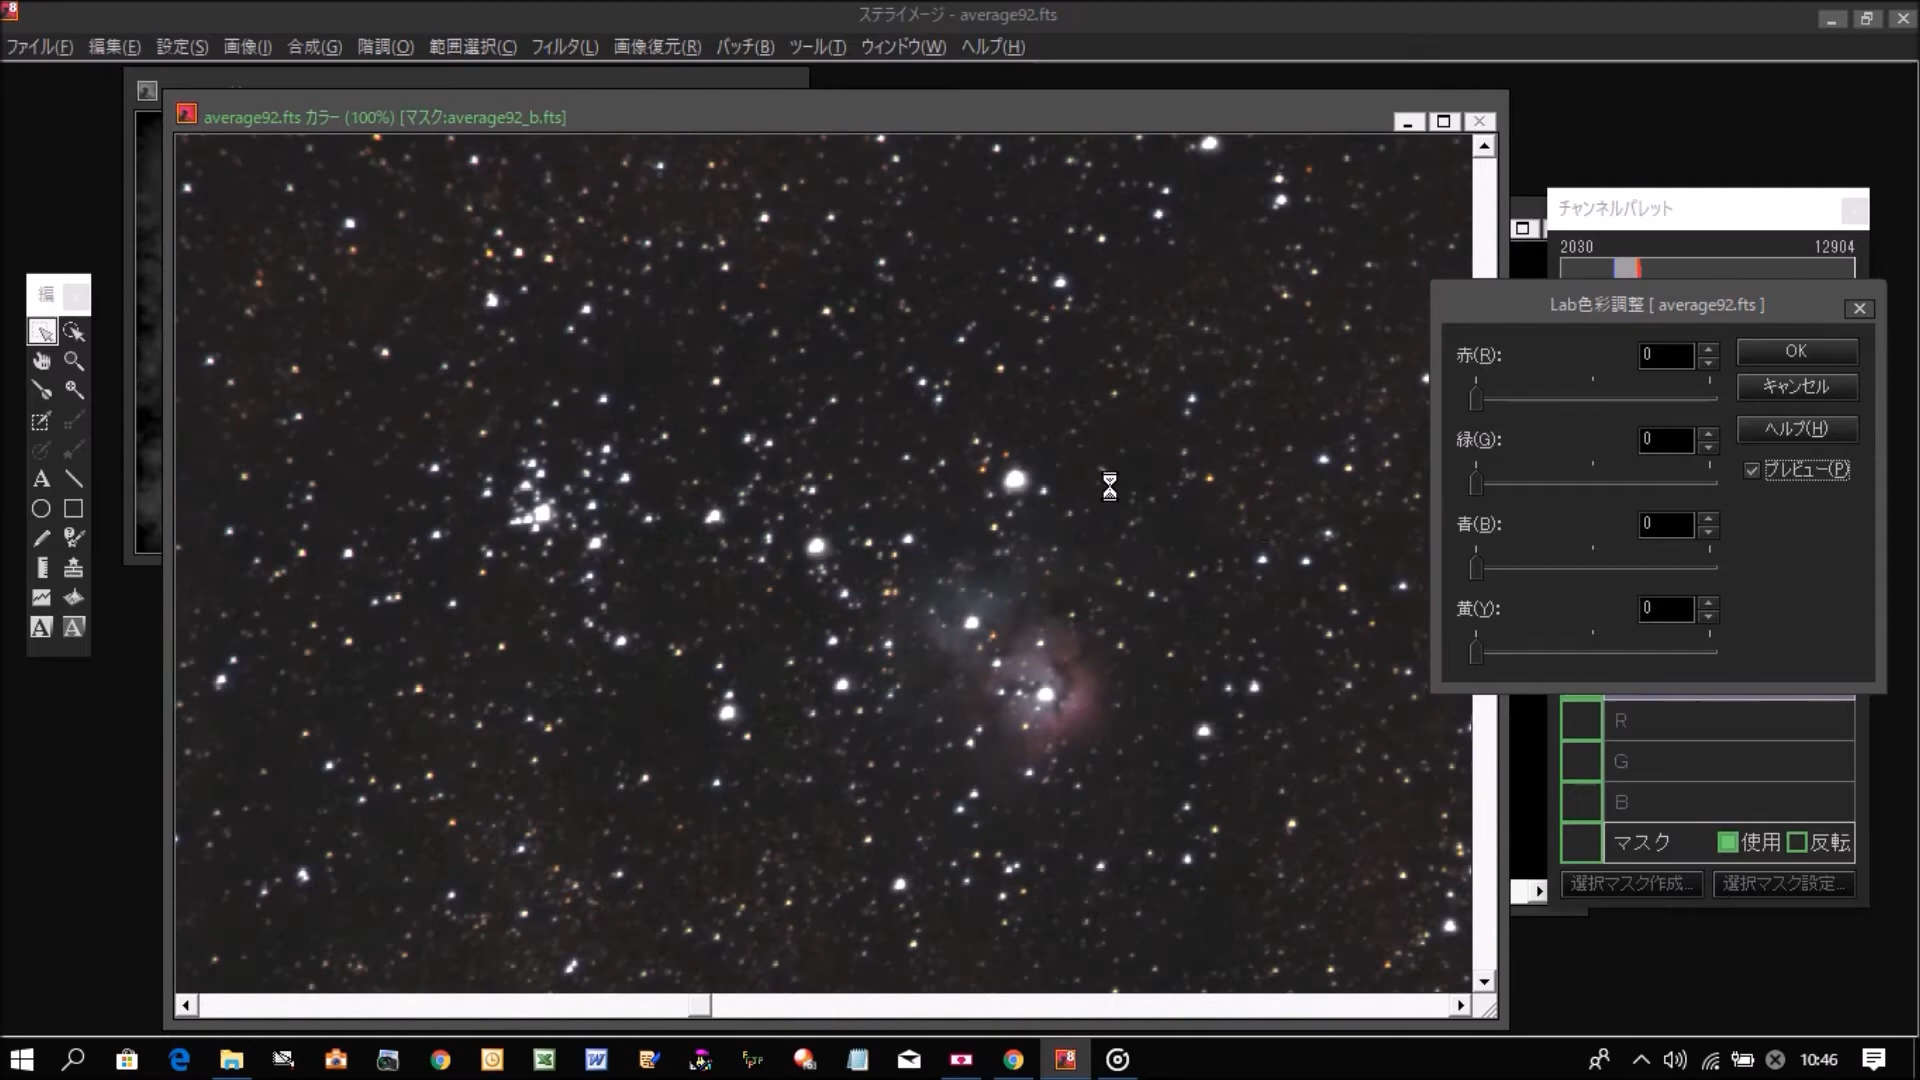 ステライメージ - average92.fts
ファイル(F) 編集(E) 設定(S) 画像(I) 合成(G) 階調(O) 範囲選択(C) フィルタ(L) 画像復元(R) バッチ(B) ツール(T) ウィンドウ(W) ヘルプ(H)
average92.fts カラー (100%) [マスク:average92_b.fts]
編
チャンネルパレット
2030 12904
Lab色彩調整 [ average92.fts ]
赤(R): 0
OK
キャンセル
緑(G): 0
ヘルプ(H)
プレビュー(P)
青(B): 0
黄(Y): 0
R
G
B
マスク 使用 反転
選択マスク作成... 選択マスク設定...
10:46